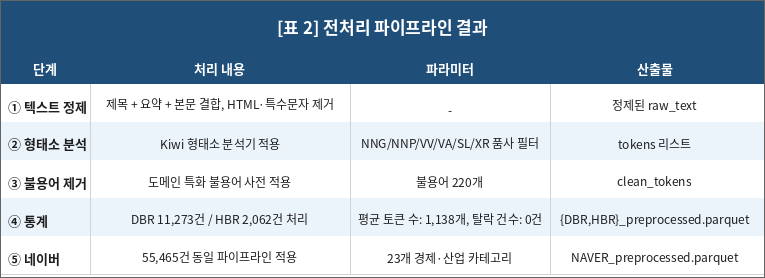 [표 2] 전처리 파이프라인 결과
단계 처리 내용 파라미터 산출물
① 텍스트 정제 제목 + 요약 + 본문 결합, HTML·특수문자 제거 - 정제된 raw_text
② 형태소 분석 Kiwi 형태소 분석기 적용 NNG/NNP/VV/VA/SL/XR 품사 필터 tokens 리스트
③ 불용어 제거 도메인 특화 불용어 사전 적용 불용어 220개 clean_tokens
④ 통계 DBR 11,273건 / HBR 2,062건 처리 평균 토큰 수: 1,138개, 탈락 건수: 0건 {DBR,HBR}_preprocessed.parquet
⑤ 네이버 55,465건 동일 파이프라인 적용 23개 경제·산업 카테고리 NAVER_preprocessed.parquet